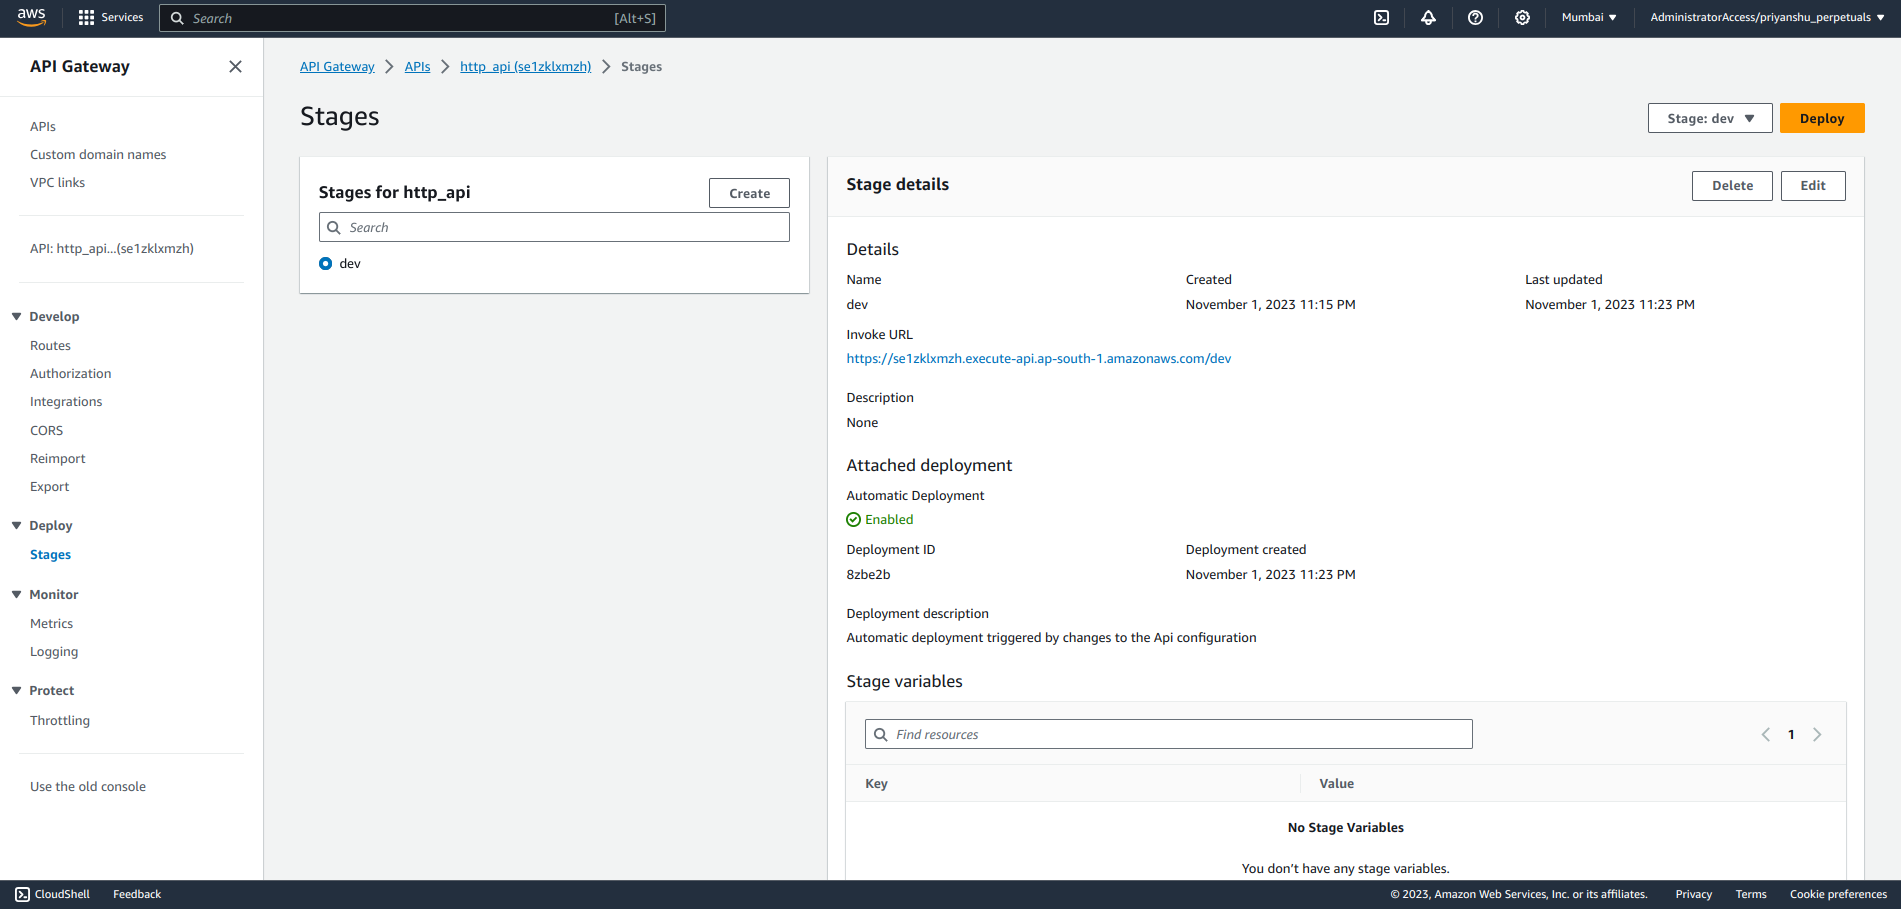 aws
Services
Search
[Alt+S]
Mumbai
AdministratorAccess/priyanshu_perpetuals
API Gateway
APIs
Custom domain names
VPC links
API: http_api...(se1zklxmzh)
Develop
Routes
Authorization
Integrations
CORS
Reimport
Export
Deploy
Stages
Monitor
Metrics
Logging
Protect
Throttling
Use the old console
API Gateway > APIs > http_api (se1zklxmzh) > Stages
Stages
Stage: dev
Deploy
Stages for http_api
Create
Search
dev
Stage details
Delete
Edit
Details
Name
dev
Created
November 1, 2023 11:15 PM
Last updated
November 1, 2023 11:23 PM
Invoke URL
https://se1zklxmzh.execute-api.ap-south-1.amazonaws.com/dev
Description
None
Attached deployment
Automatic Deployment
Enabled
Deployment ID
8zbe2b
Deployment created
November 1, 2023 11:23 PM
Deployment description
Automatic deployment triggered by changes to the Api configuration
Stage variables
Find resources
1
Key
Value
No Stage Variables
You don't have any stage variables.
CloudShell
Feedback
© 2023, Amazon Web Services, Inc. or its affiliates.
Privacy
Terms
Cookie preferences